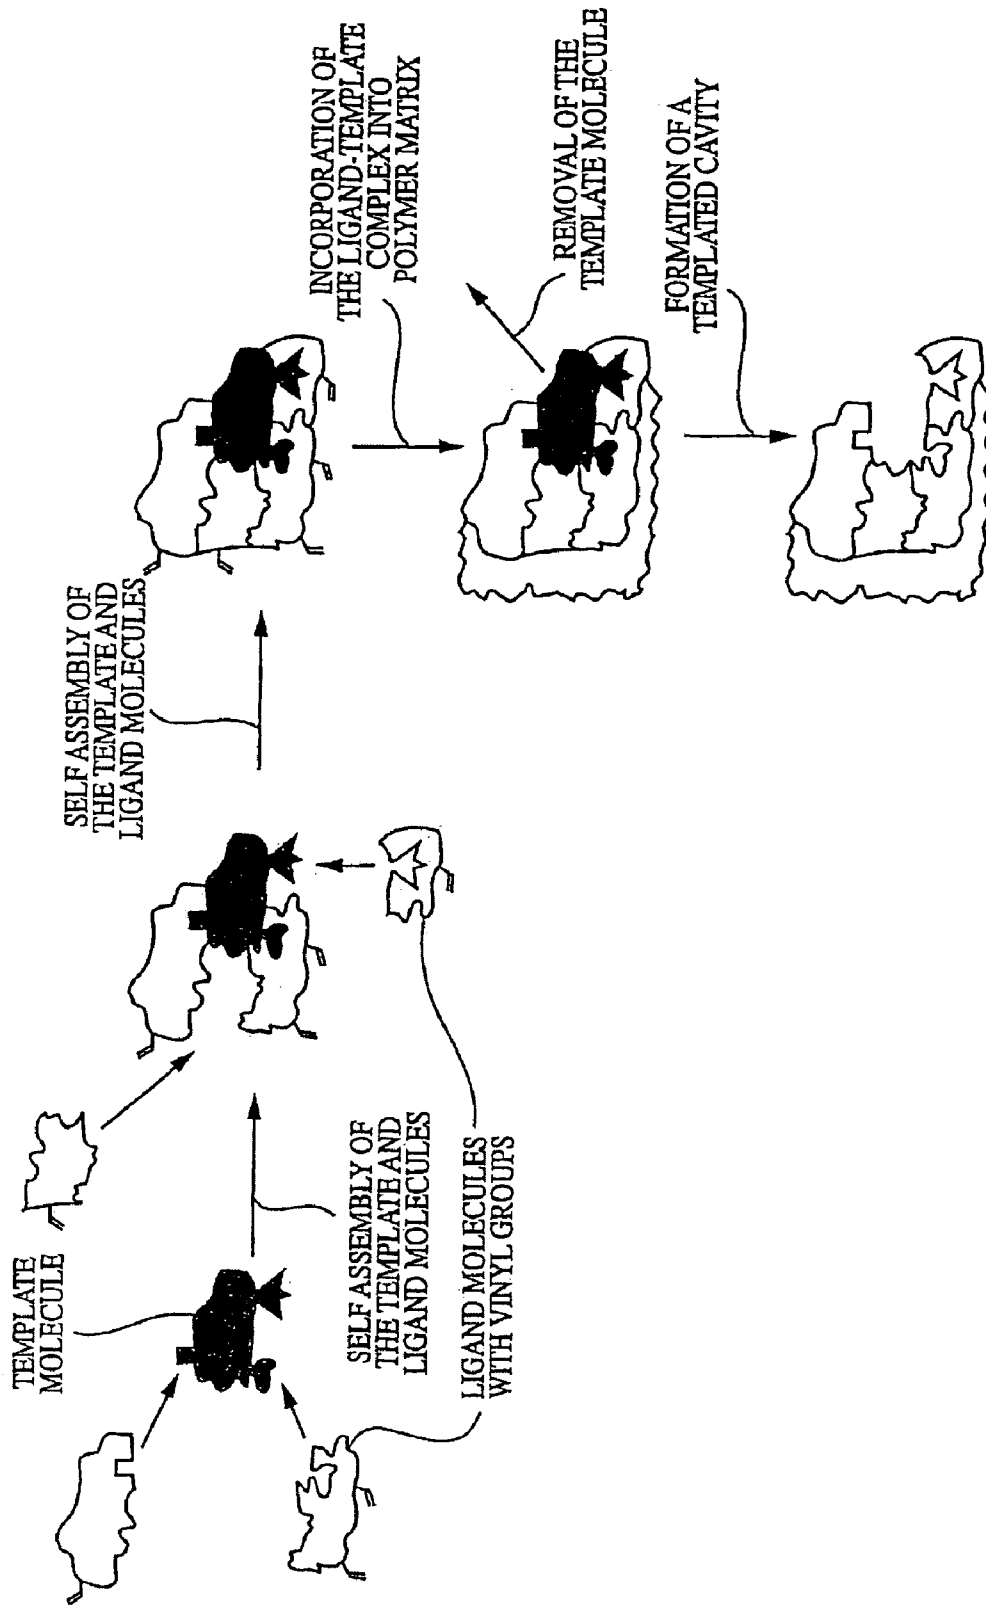 TEMPLATE
MOLECULE
SELF ASSEMBLY OF
THE TEMPLATE AND
LIGAND MOLECULES
LIGAND MOLECULES
WITH VINYL GROUPS
SELF ASSEMBLY OF
THE TEMPLATE AND
LIGAND MOLECULES
INCORPORATION OF
THE LIGAND-TEMPLATE
COMPLEX INTO
POLYMER MATRIX
REMOVAL OF THE
TEMPLATE MOLECULE
FORMATION OF A
TEMPLATED CAVITY